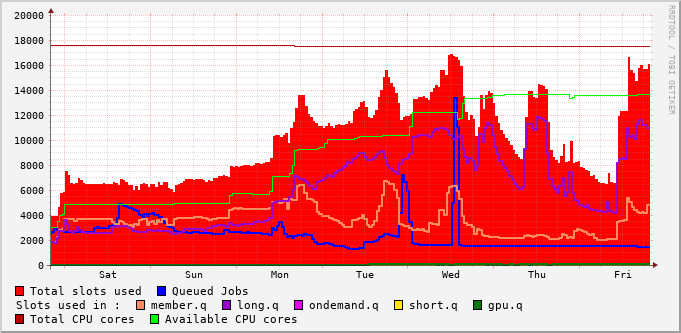 20000
18000
16000
14000
12000
10000
8000
6000
4000
2000
0
Sat Sun Mon Tue Wed Thu Fri
RRDTOOL / TOBI OETIKER
Total slots used Queued Jobs
Slots used in : member.q long.q ondemand.q short.q gpu.q
Total CPU cores Available CPU cores